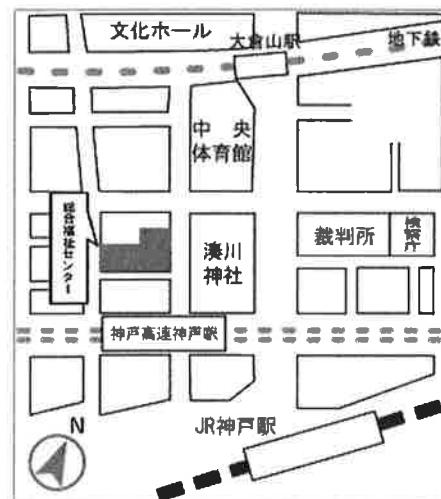 文化ホール
大倉山駅
地下鉄
中央
体育館
総合福祉センター
湊川
神社
裁判所
検察庁
神戸高速神戸駅
JR神戸駅
N